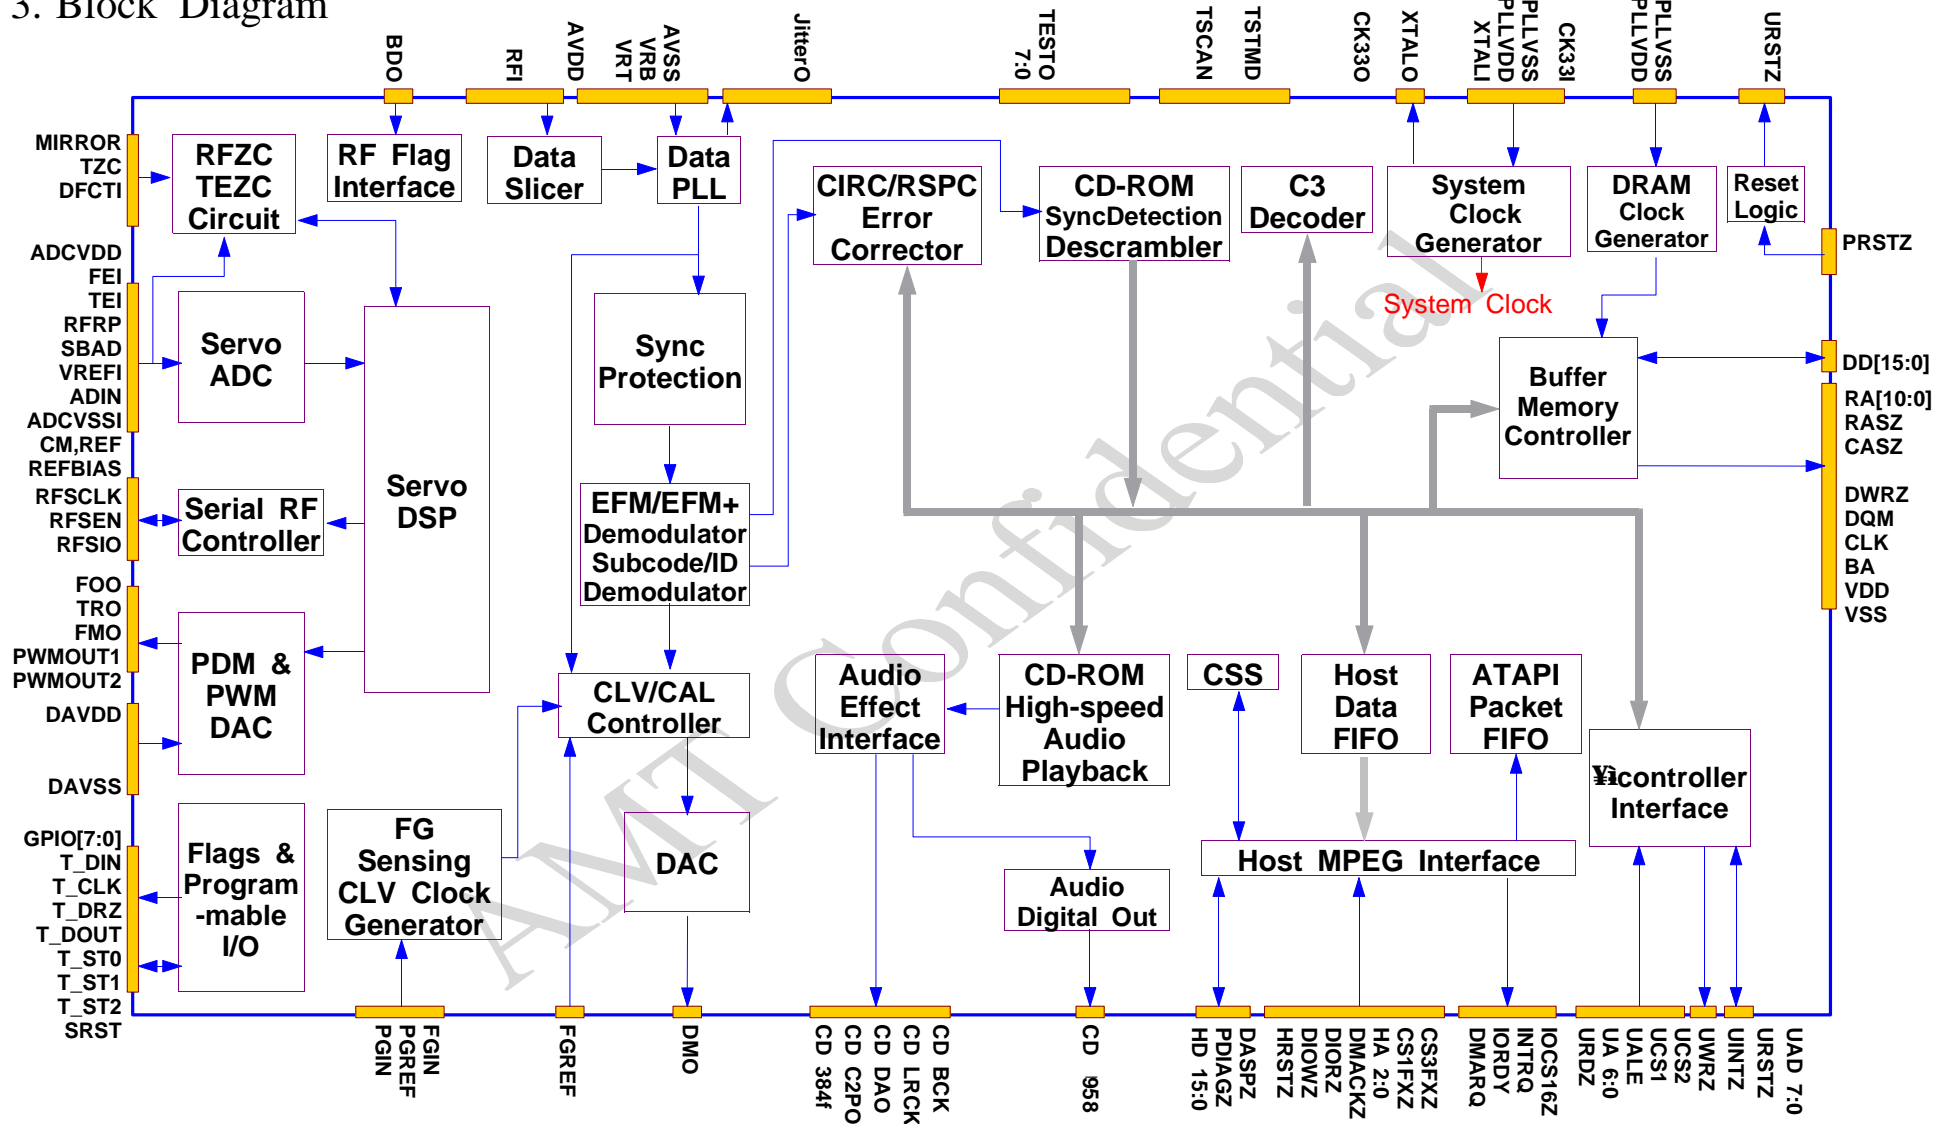 3. Block Diagram
BDO
RFI
AVDD
AVSS
VRB
VRT
JitterO
TESTO
7:0
TSCAN
TSTMD
CK33O
XTALO
XTALI
PLLVDD
PLLVSS
CK33I
PLLVDD
PLLVSS
URSTZ
MIRROR
TZC
DFCTI
RFZC
TEZC
Circuit
RF Flag
Interface
Data
Slicer
Data
PLL
CIRC/RSPC
Error
Corrector
CD-ROM
SyncDetection
Descrambler
C3
Decoder
System
Clock
Generator
System Clock
DRAM
Clock
Generator
Reset
Logic
PRSTZ
ADCVDD
FEI
TEI
RFRP
SBAD
VREFI
ADIN
ADCVSSI
CM,REF
REFBIAS
Servo
ADC
Servo
DSP
Sync
Protection
Buffer
Memory
Controller
DD[15:0]
RA[10:0]
RASZ
CASZ
DWRZ
DQM
CLK
BA
VDD
VSS
RFSCLK
RFSEN
RFSIO
Serial RF
Controller
EFM/EFM+
Demodulator
Subcode/ID
Demodulator
FOO
TRO
FMO
PWMOUT1
PWMOUT2
DAVDD
DAVSS
PDM &
PWM
DAC
CLV/CAL
Controller
Audio
Effect
Interface
CD-ROM
High-speed
Audio
Playback
CSS
Host
Data
FIFO
ATAPI
Packet
FIFO
¥ìcontroller
Interface
GPIO[7:0]
T_DIN
T_CLK
T_DRZ
T_DOUT
T_ST0
T_ST1
T_ST2
SRST
Flags &
Program
-mable
I/O
FG
Sensing
CLV Clock
Generator
DAC
Audio
Digital Out
Host MPEG Interface
AMT Confidential
FGIN
PGREF
PGIN
FGREF
DMO
CD BCK
CD LRCK
CD DAO
CD C2PO
CD 384f
CD I958
DASPZ
PDIAGZ
HD 15:0
CS3FXZ
CS1FXZ
HA 2:0
DMACKZ
DIORZ
DIOWZ
HRSTZ
IOCS16Z
INTRQ
IORDY
DMARQ
UCS2
UCS1
UALE
UA 6:0
URDZ
UWRZ
UINTZ
URSTZ
UAD 7:0